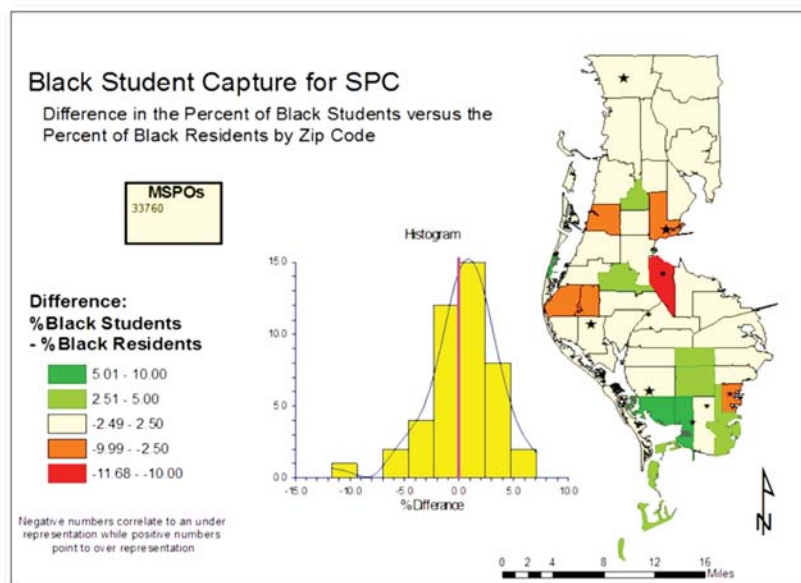 Black Student Capture for SPC
Difference in the Percent of Black Students versus the
Percent of Black Residents by Zip Code
MSPOs
33760
Histogram
15.0
10.0
5.0
0.0
-15.0 -10.0 -5.0 0.0 5.0 10.0
% Difference
Difference:
%Black Students
- %Black Residents
5.01 - 10.00
2.51 - 5.00
-2.49 - 2.50
-9.99 - -2.50
-11.68 - -10.00
Negative numbers correlate to an under
representation while positive numbers
point to over representation
N
0 2 4 8 12 16
Miles